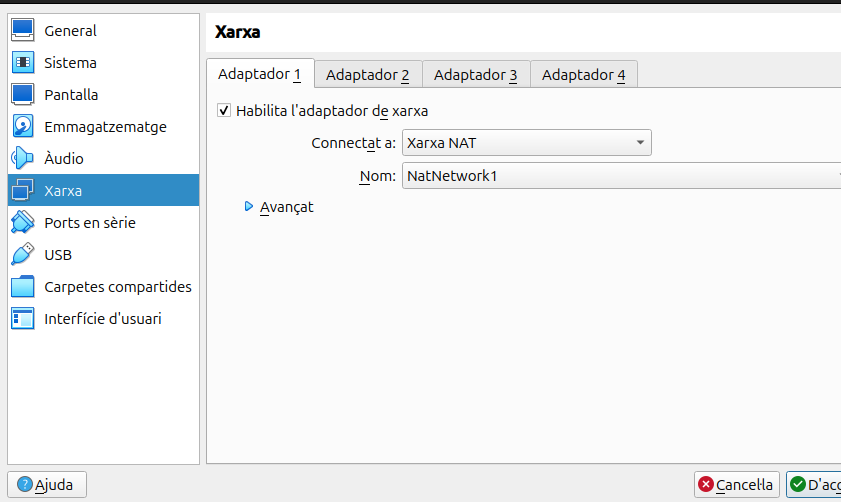 General
Sistema
Pantalla
Emmagatzematge
Àudio
Xarxa
Ports en sèrie
USB
Carpetes compartides
Interfície d'usuari
Xarxa
Adaptador 1
Adaptador 2
Adaptador 3
Adaptador 4
Habilita l'adaptador de xarxa
Connectat a: Xarxa NAT
Nom: NatNetwork1
Avançat
Ajuda
Cancel·la